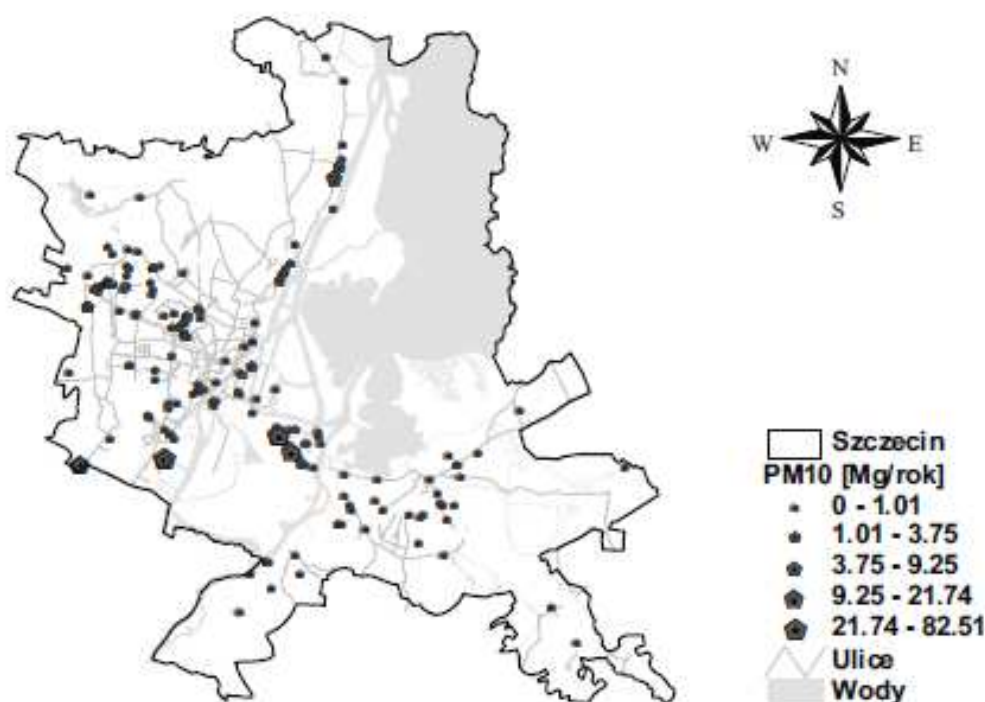 N
W E
S
Szczecin
PM10 [Mg/rok]
0 - 1.01
1.01 - 3.75
3.75 - 9.25
9.25 - 21.74
21.74 - 82.51
Ulice
Wody